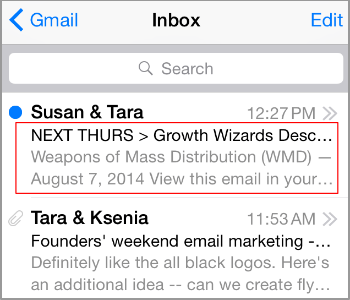 Gmail Inbox Edit
Search
Susan & Tara 12:27 PM
NEXT THURS > Growth Wizards Desc...
Weapons of Mass Distribution (WMD) —
August 7, 2014 View this email in your...
Tara & Ksenia 11:53 AM
Founders' weekend email marketing -...
Definitely like the all black logos. Here's
an additional idea -- can we create fly...